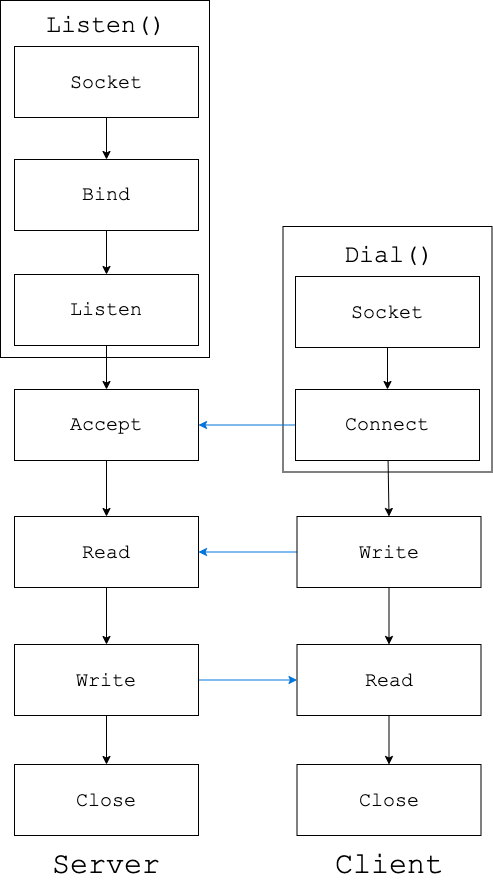 Listen()
Socket
Bind
Listen
Accept
Read
Write
Close
Server
Dial()
Socket
Connect
Write
Read
Close
Client